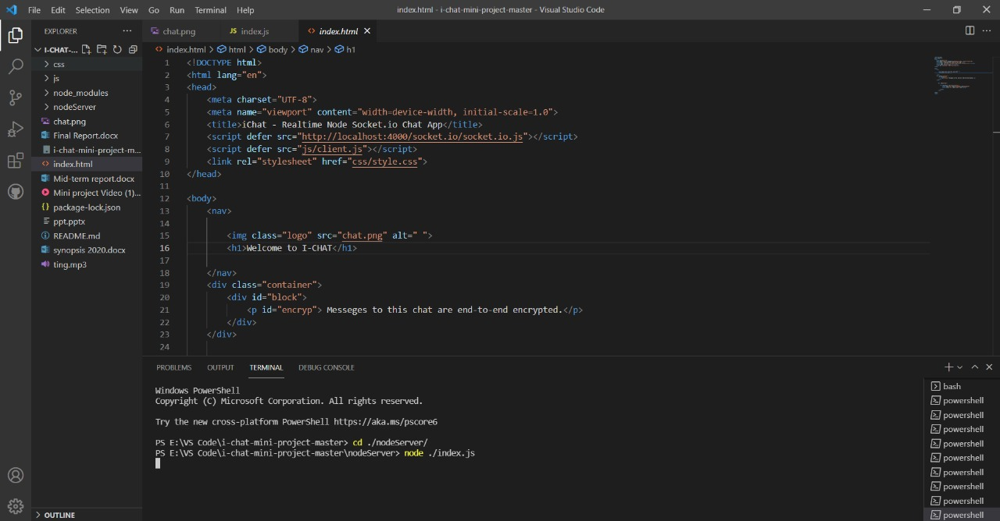 File Edit Selection View Go Run Terminal Help index.html - i-chat-mini-project-master - Visual Studio Code
EXPLORER
I-CHAT-...
css
js
node_modules
nodeServer
chat.png
Final Report.docx
i-chat-mini-project-m...
index.html
Mid-term report.docx
Mini project Video (1)...
package-lock.json
ppt.pptx
README.md
synopsis 2020.docx
ting.mp3
OUTLINE
chat.png JS index.js index.html
index.html > html > body > nav > h1
1 <!DOCTYPE html>
2 <html lang="en">
3 <head>
4 <meta charset="UTF-8">
5 <meta name="viewport" content="width=device-width, initial-scale=1.0">
6 <title>iChat - Realtime Node Socket.io Chat App</title>
7 <script defer src="http://localhost:4000/socket.io/socket.io.js"></script>
8 <script defer src="js/client.js"></script>
9 <link rel="stylesheet" href="css/style.css">
10 </head>
11
12 <body>
13 <nav>
14
15 <img class="logo" src="chat.png" alt=" ">
16 <h1>Welcome to I-CHAT</h1>
17
18 </nav>
19 <div class="container">
20 <div id="block">
21 <p id="encryp"> Messeges to this chat are end-to-end encrypted.</p>
22 </div>
23 </div>
24
PROBLEMS OUTPUT TERMINAL DEBUG CONSOLE
Windows PowerShell
Copyright (C) Microsoft Corporation. All rights reserved.
Try the new cross-platform PowerShell https://aka.ms/pscore6
PS E:\VS Code\i-chat-mini-project-master> cd ./nodeServer/
PS E:\VS Code\i-chat-mini-project-master\nodeServer> node ./index.js
bash
powershell
powershell
powershell
powershell
powershell
powershell
powershell
powershell
powershell